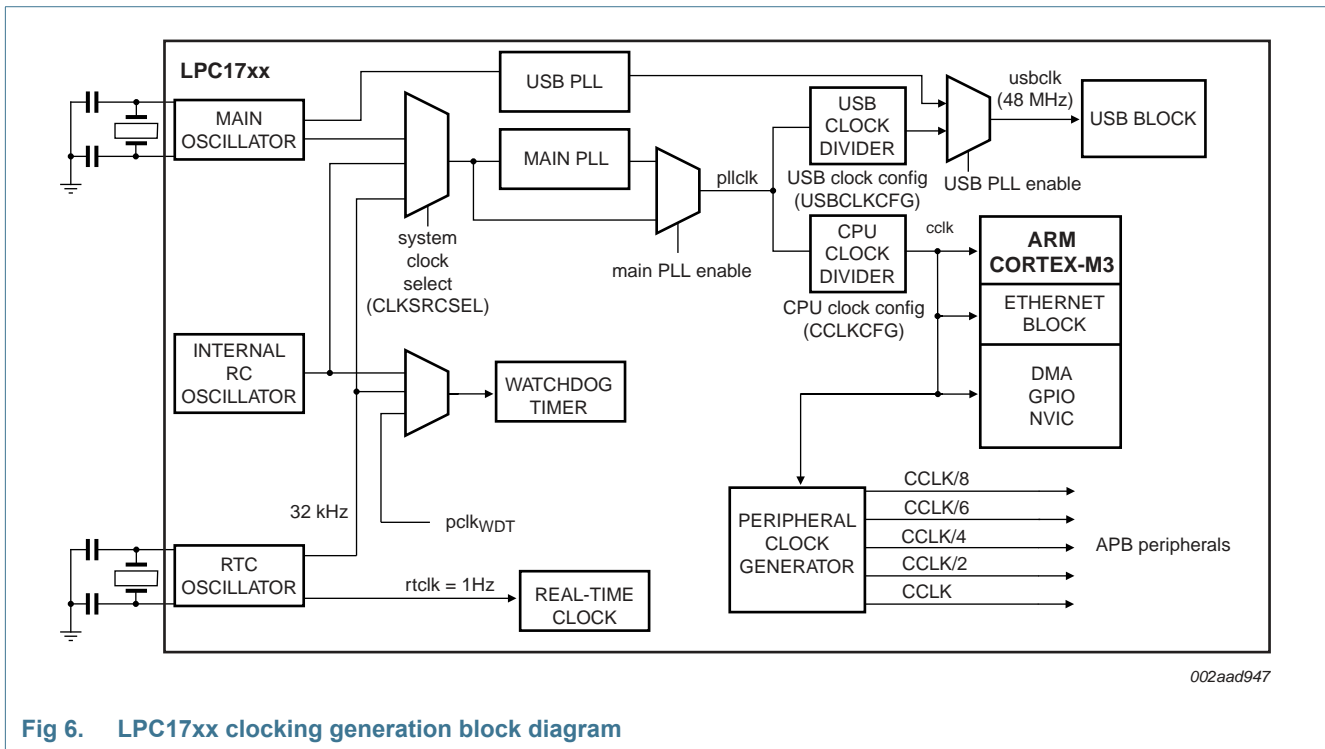 LPC17xx
MAIN
OSCILLATOR
USB PLL
MAIN PLL
system
clock
select
(CLKSRCSEL)
main PLL enable
pllclk
USB
CLOCK
DIVIDER
USB clock config
(USBCLKCFG)
usbclk
(48 MHz)
USB BLOCK
USB PLL enable
CPU
CLOCK
DIVIDER
CPU clock config
(CCLKCFG)
cclk
ARM
CORTEX-M3
ETHERNET
BLOCK
DMA
GPIO
NVIC
INTERNAL
RC
OSCILLATOR
WATCHDOG
TIMER
32 kHz
pclkWDT
RTC
OSCILLATOR
rtclk = 1Hz
REAL-TIME
CLOCK
PERIPHERAL
CLOCK
GENERATOR
CCLK/8
CCLK/6
CCLK/4
CCLK/2
CCLK
APB peripherals
002aad947
Fig 6. LPC17xx clocking generation block diagram